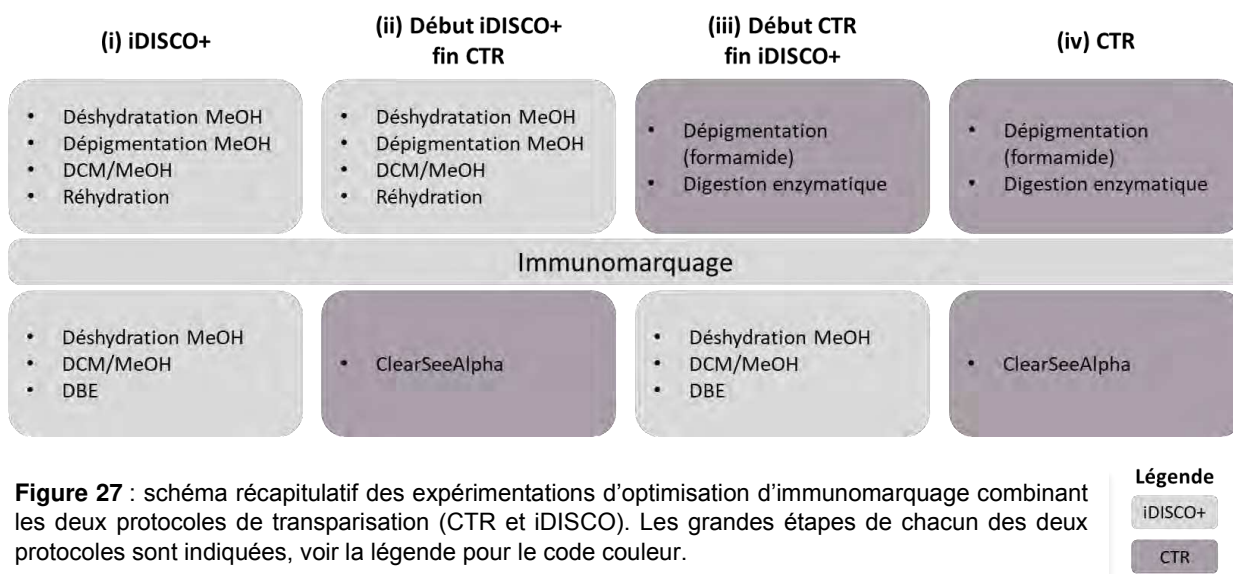 (i) iDISCO+
(ii) Début iDISCO+
fin CTR
(iii) Début CTR
fin iDISCO+
(iv) CTR
• Déshydratation MeOH
• Dépigmentation MeOH
• DCM/MeOH
• Réhydration
• Déshydratation MeOH
• Dépigmentation MeOH
• DCM/MeOH
• Réhydration
• Dépigmentation
(formamide)
• Digestion enzymatique
• Dépigmentation
(formamide)
• Digestion enzymatique
Immunomarquage
• Déshydration MeOH
• DCM/MeOH
• DBE
• ClearSeeAlpha
• Déshydration MeOH
• DCM/MeOH
• DBE
• ClearSeeAlpha
Figure 27 : schéma récapitulatif des expérimentations d'optimisation d'immunomarquage combinant
les deux protocoles de transparisation (CTR et iDISCO). Les grandes étapes de chacun des deux
protocoles sont indiquées, voir la légende pour le code couleur.
Légende
iDISCO+
CTR